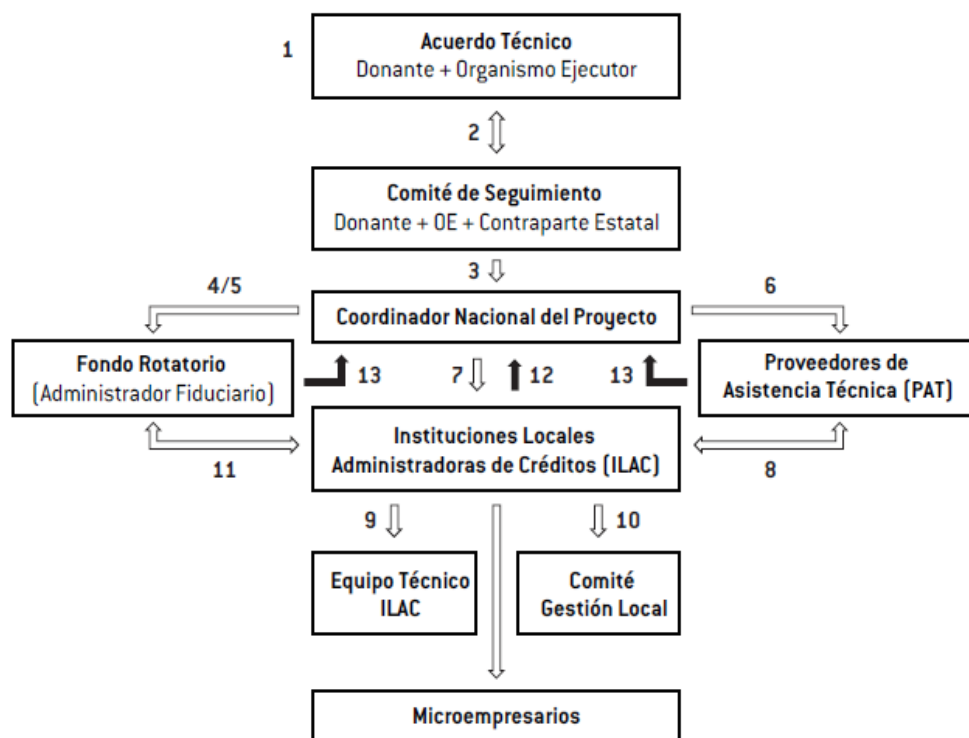 1
Acuerdo Técnico
Donante + Organismo Ejecutor
2
Comité de Seguimiento
Donante + OE + Contraparte Estatal
3
4/5
6
Coordinador Nacional del Proyecto
Fondo Rotatorio
(Administrador Fiduciario)
13
7
12
13
Proveedores de
Asistencia Técnica (PAT)
Instituciones Locales
Administradoras de Créditos (ILAC)
11
8
9
10
Equipo Técnico
ILAC
Comité
Gestión Local
Microempresarios